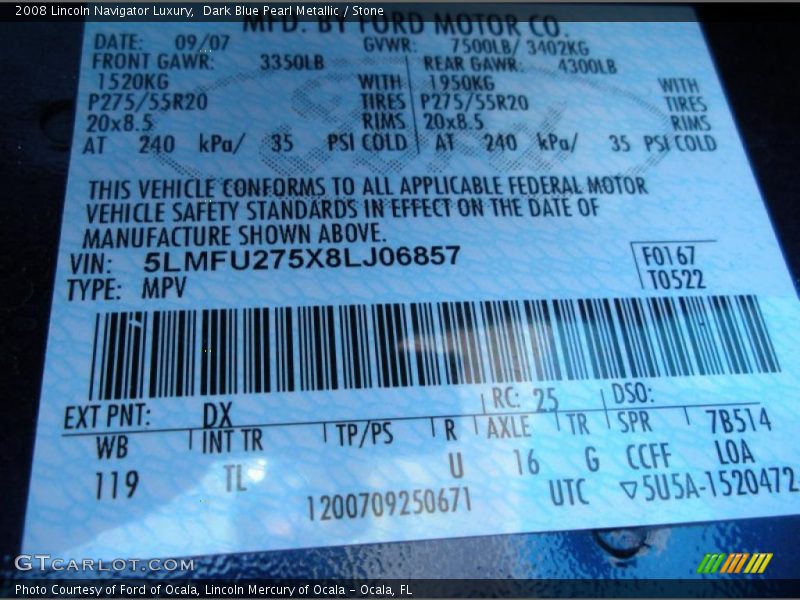 2008 Lincoln Navigator Luxury,  Dark Blue Pearl Metallic / Stone
MFD. BY FORD MOTOR CO.
DATE: 09/07 GVWR: 7500LB/ 3402KG
FRONT GAWR: 3350LB REAR GAWR: 4300LB
1520KG WITH 1950KG WITH
P275/55R20 TIRES P275/55R20 TIRES
20x8.5 RIMS 20x8.5 RIMS
AT 240 kPa/ 35 PSI COLD AT 240 kPa/ 35 PSI COLD
THIS VEHICLE CONFORMS TO ALL APPLICABLE FEDERAL MOTOR
VEHICLE SAFETY STANDARDS IN EFFECT ON THE DATE OF
MANUFACTURE SHOWN ABOVE.
VIN: 5LMFU275X8LJ06857 F0167
TYPE: MPV T0522
EXT PNT: DX RC: 25 DSO:
WB INT TR TP/PS R AXLE TR SPR 7B514
119 TL U 16 G CCFF LOA
1200709250671 UTC ▽5U5A-1520472-
GTCARLOT.COM
Photo Courtesy of Ford of Ocala, Lincoln Mercury of Ocala - Ocala, FL